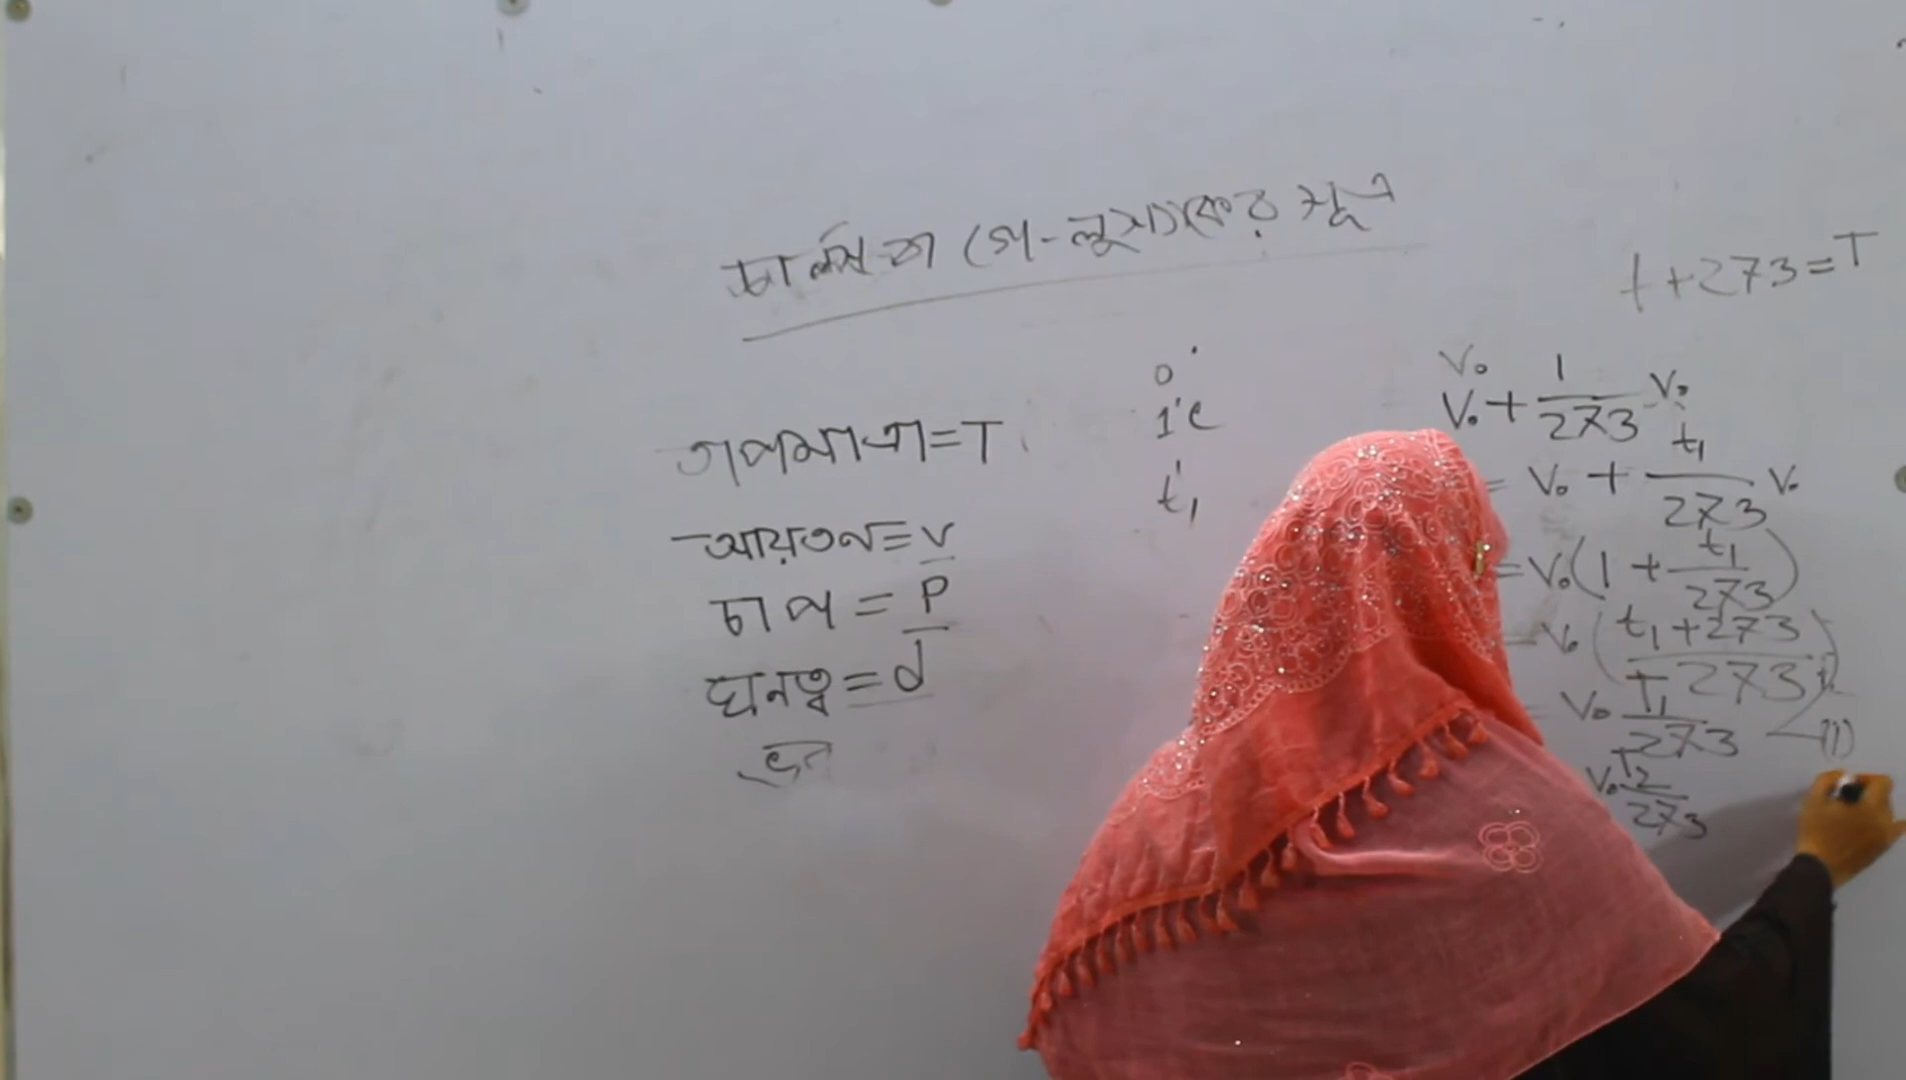 চার্লস বা গে-লুস্যাকের সূত্র
t + 273 = T
তাপমাত্রা = T
আয়তন = V
চাপ = P
ঘনত্ব = d
ভর
0°
1°C
t₁°
V₀
V₀ + 1/273 V₀
= V₀ + t₁/273 V₀
= V₀(1 + t₁/273)
= V₀(t₁+273/273)
= V₀ T₁/273 — (i)
V₀ T₂/273